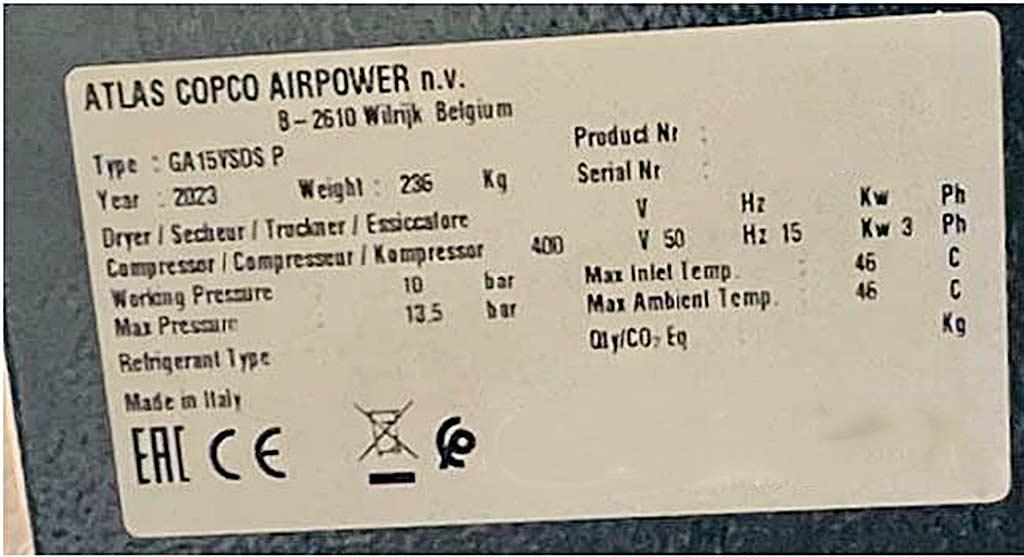 ATLAS COPCO AIRPOWER n.v.
B-2610 Wilrijk Belgium
Type : GA15VSDS P
Product Nr :
Year : 2023 Weight : 236 Kg
Serial Nr :
Dryer / Secheur / Trockner / Essiccatore V Hz Kw Ph
Compressor / Compresseur / Kompressor 400 V 50 Hz 15 Kw 3 Ph
Working Pressure : 10 bar
Max Inlet Temp. : 46 C
Max Pressure : 13.5 bar
Max Ambient Temp. : 46 C
Refrigerant Type
Qty/CO₂ Eq : Kg
Made in Italy
EAC CE